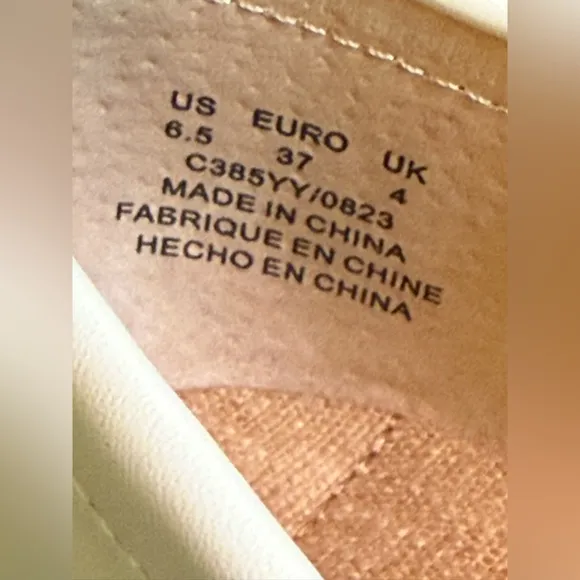 US EURO UK
6.5 37 4
C385YY/0823
MADE IN CHINA
FABRIQUE EN CHINE
HECHO EN CHINA